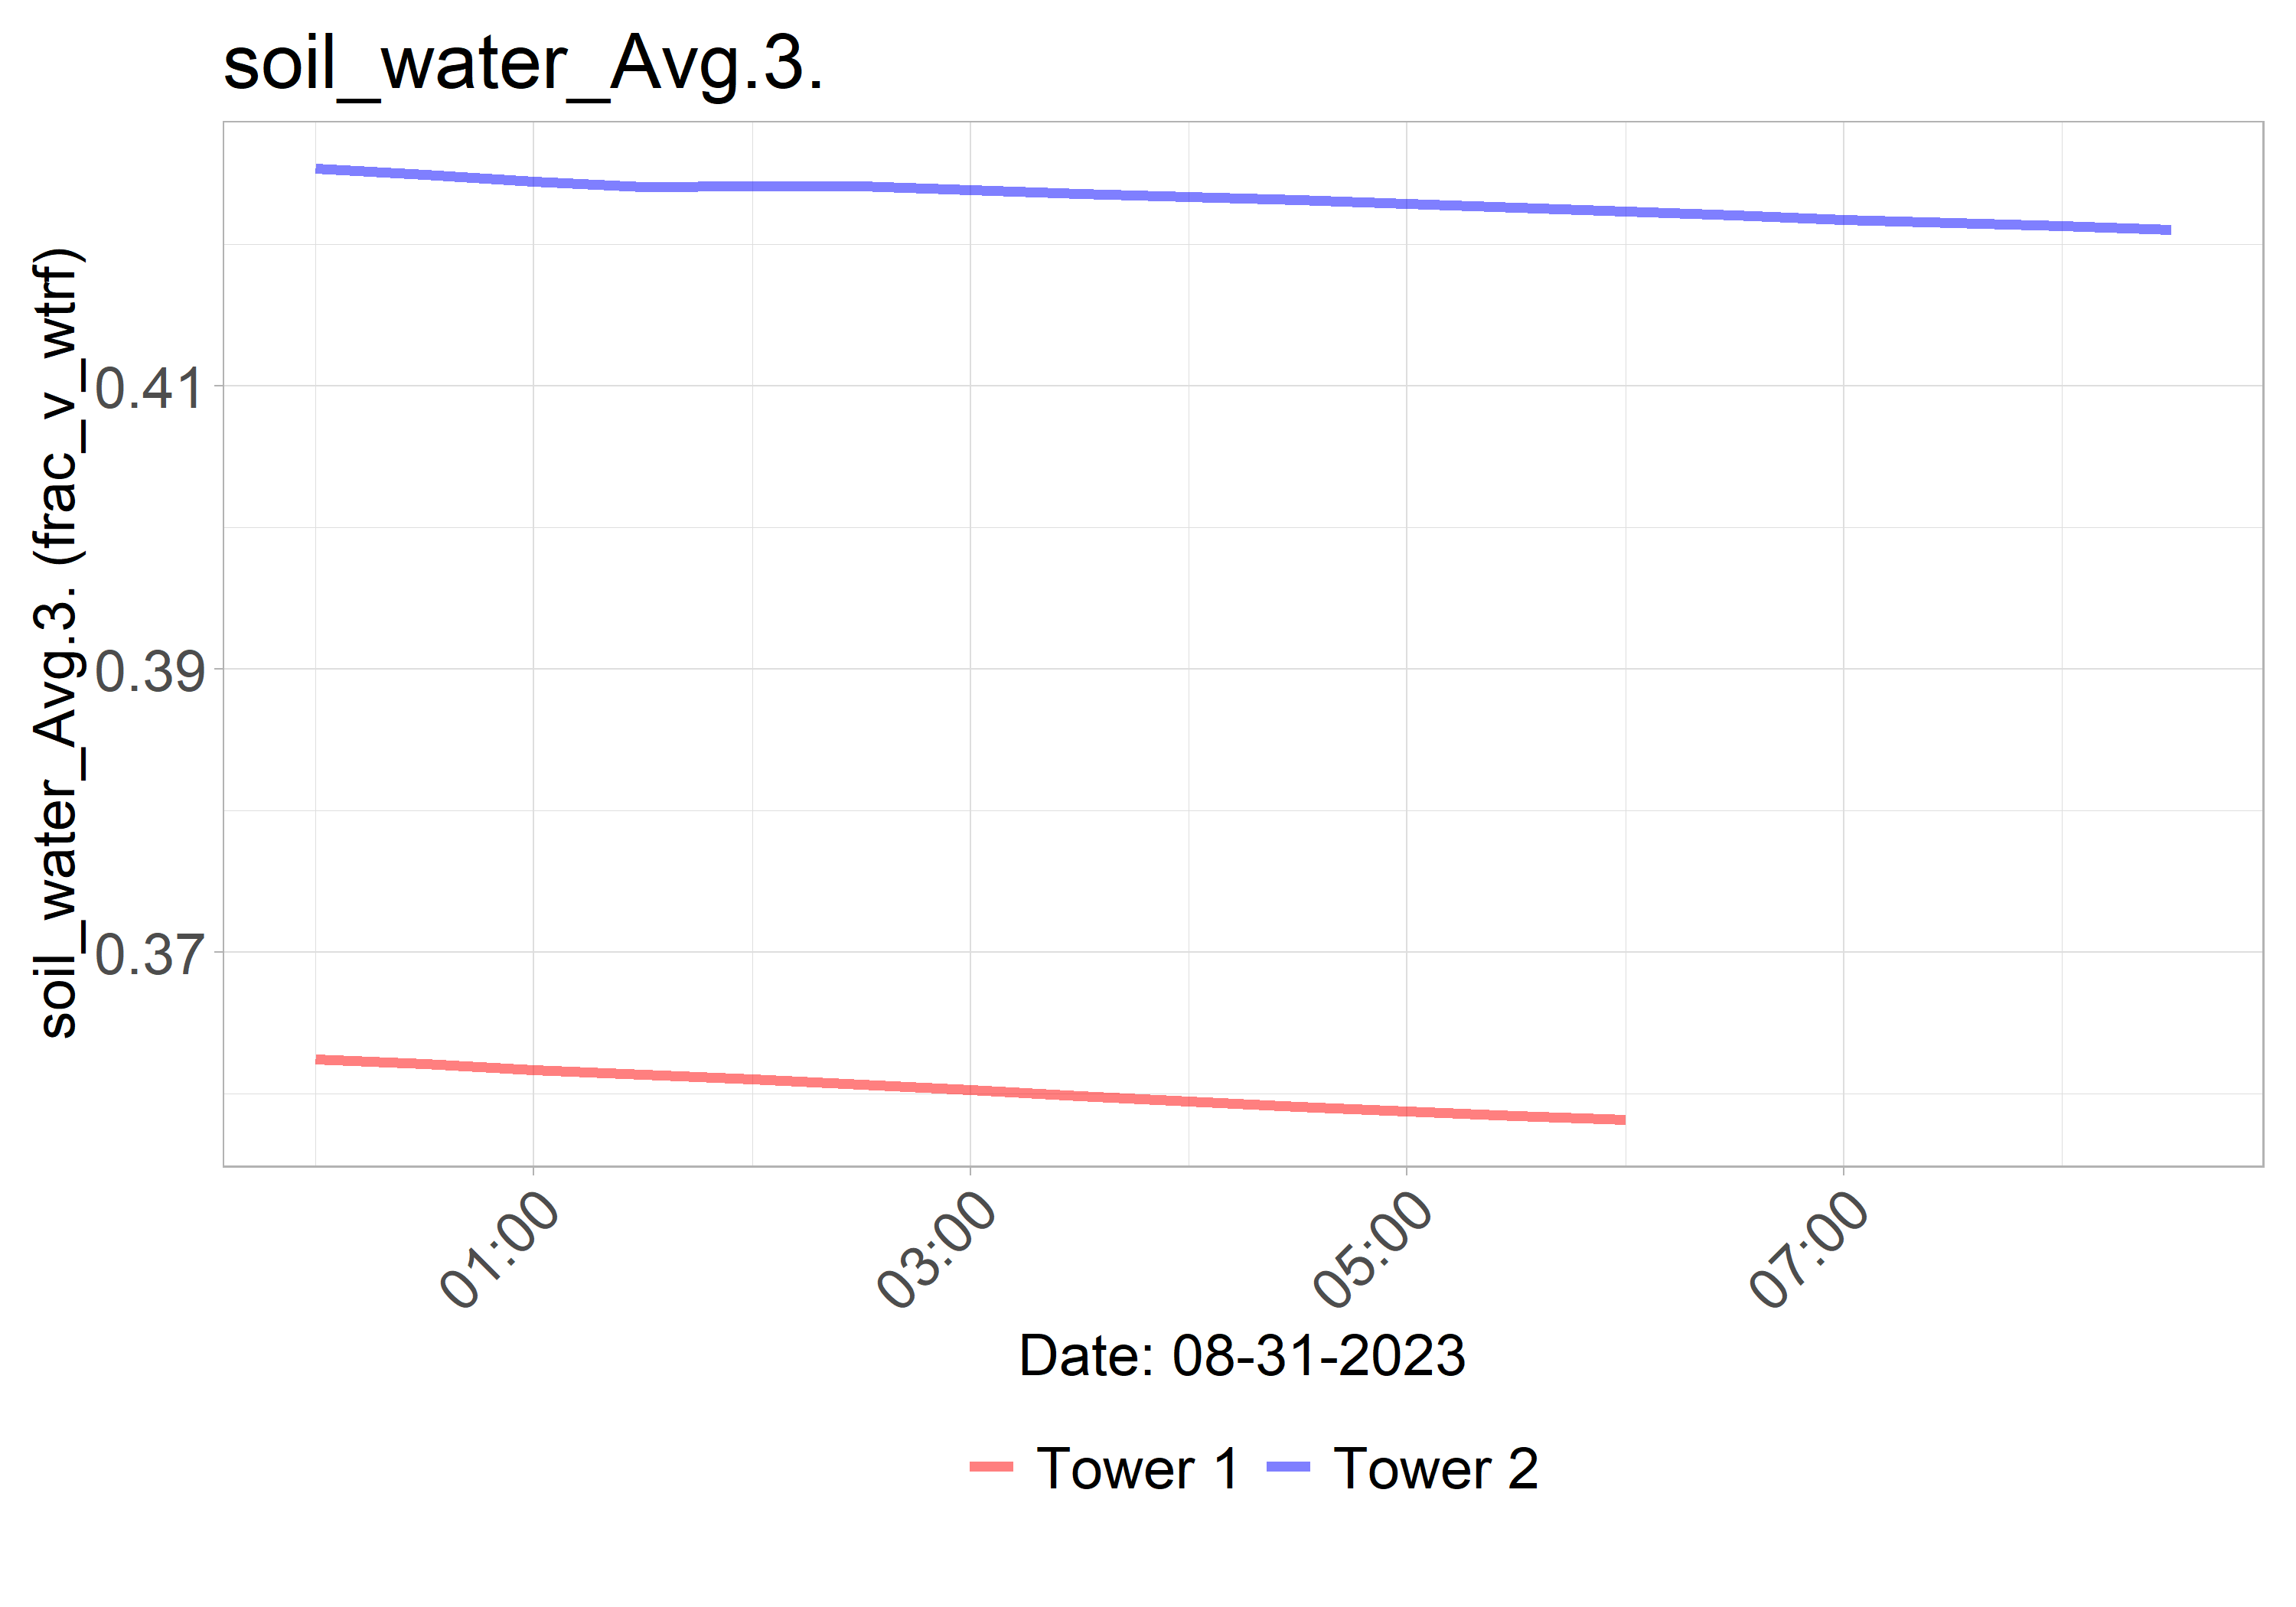 soil_water_Avg.3.
soil_water_Avg.3. (frac_v_wtrf)
0.41
0.39
0.37
01:00
03:00
05:00
07:00
Date: 08-31-2023
Tower 1
Tower 2